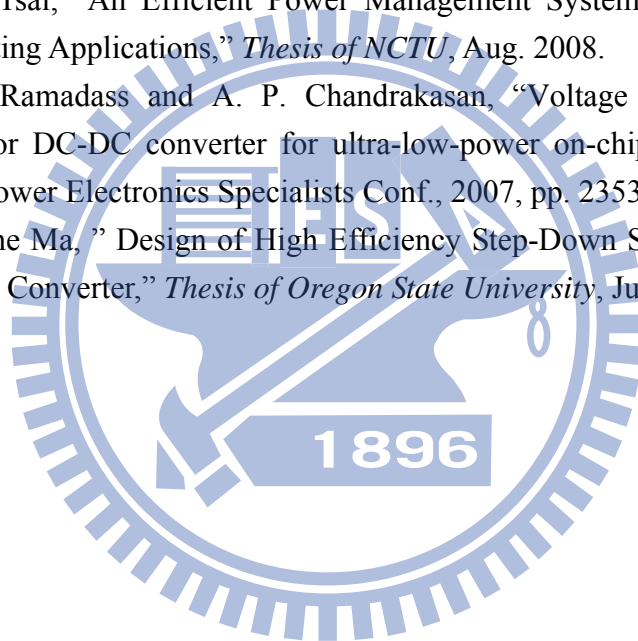 Tsai, "An Efficient Power Management System
ting Applications," Thesis of NCTU, Aug. 2008.
Ramadass and A. P. Chandrakasan, "Voltage
or DC-DC converter for ultra-low-power on-chip
ower Electronics Specialists Conf., 2007, pp. 2353
ne Ma, " Design of High Efficiency Step-Down S
Converter," Thesis of Oregon State University, Ju
ESA
1896